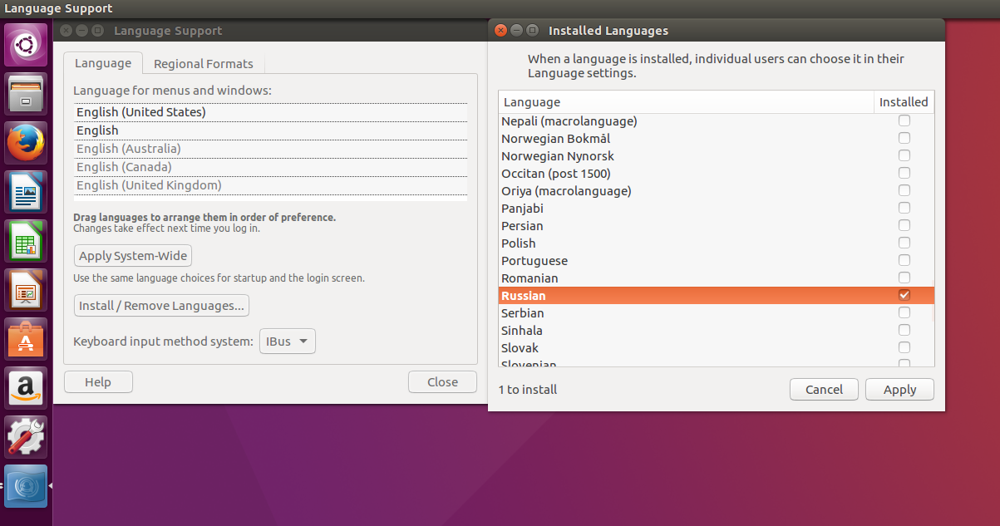 Language Support
Language Support
Language
Regional Formats
Language for menus and windows:
English (United States)
English
English (Australia)
English (Canada)
English (United Kingdom)
Drag languages to arrange them in order of preference.
Changes take effect next time you log in.
Apply System-Wide
Use the same language choices for startup and the login screen.
Install / Remove Languages...
Keyboard input method system: IBus
Help
Close
Installed Languages
When a language is installed, individual users can choose it in their
Language settings.
Language Installed
Nepali (macrolanguage)
Norwegian Bokmål
Norwegian Nynorsk
Occitan (post 1500)
Oriya (macrolanguage)
Panjabi
Persian
Polish
Portuguese
Romanian
Russian
Serbian
Sinhala
Slovak
Slovenian
1 to install
Cancel
Apply